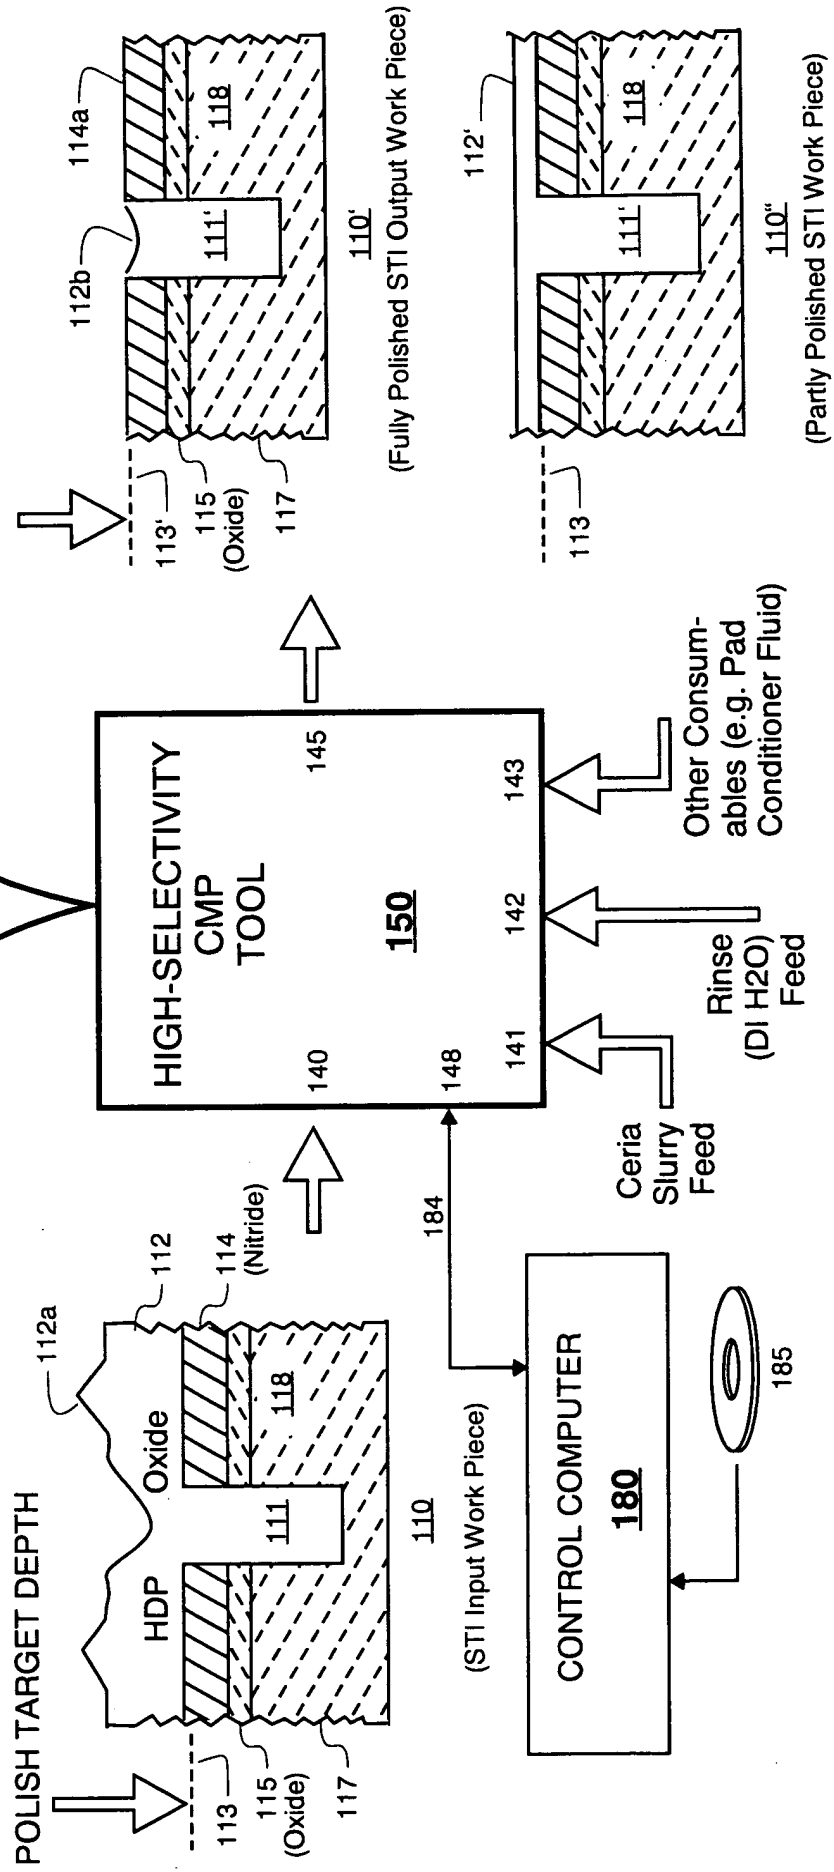 POLISH TARGET DEPTH
112a
112
114
(Nitride)
HDP
Oxide
111
118
113
115
(Oxide)
117
110
(STI Input Work Piece)
HIGH-SELECTIVITY
CMP
TOOL
150
140
145
148
141
142
143
184
CONTROL COMPUTER
180
185
Ceria
Slurry
Feed
Rinse
(DI H2O)
Feed
Other Consum-
ables (e.g. Pad
Conditioner Fluid)
112b
114a
111'
118
113'
115
(Oxide)
117
110'
(Fully Polished STI Output Work Piece)
112'
111'
118
113
110"
(Partly Polished STI Work Piece)